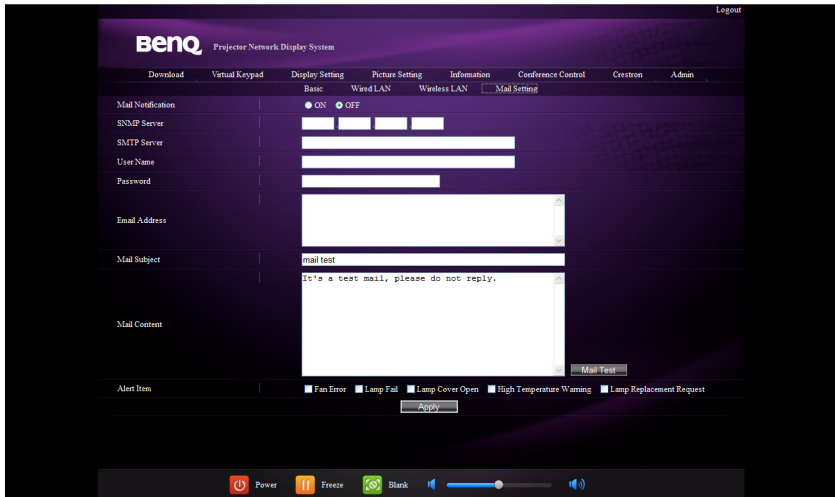 Logout
BenQ Projector Network Display System
Download Virtual Keypad Display Setting Picture Setting Information Conference Control Crestron Admin
Basic Wired LAN Wireless LAN Mail Setting
Mail Notification ON OFF
SNMP Server
SMTP Server
User Name
Password
Email Address
Mail Subject mail test
It's a test mail, please do not reply.
Mail Content
Mail Test
Alert Item Fan Error Lamp Fail Lamp Cover Open High Temperature Warning Lamp Replacement Request
Apply
Power Freeze Blank